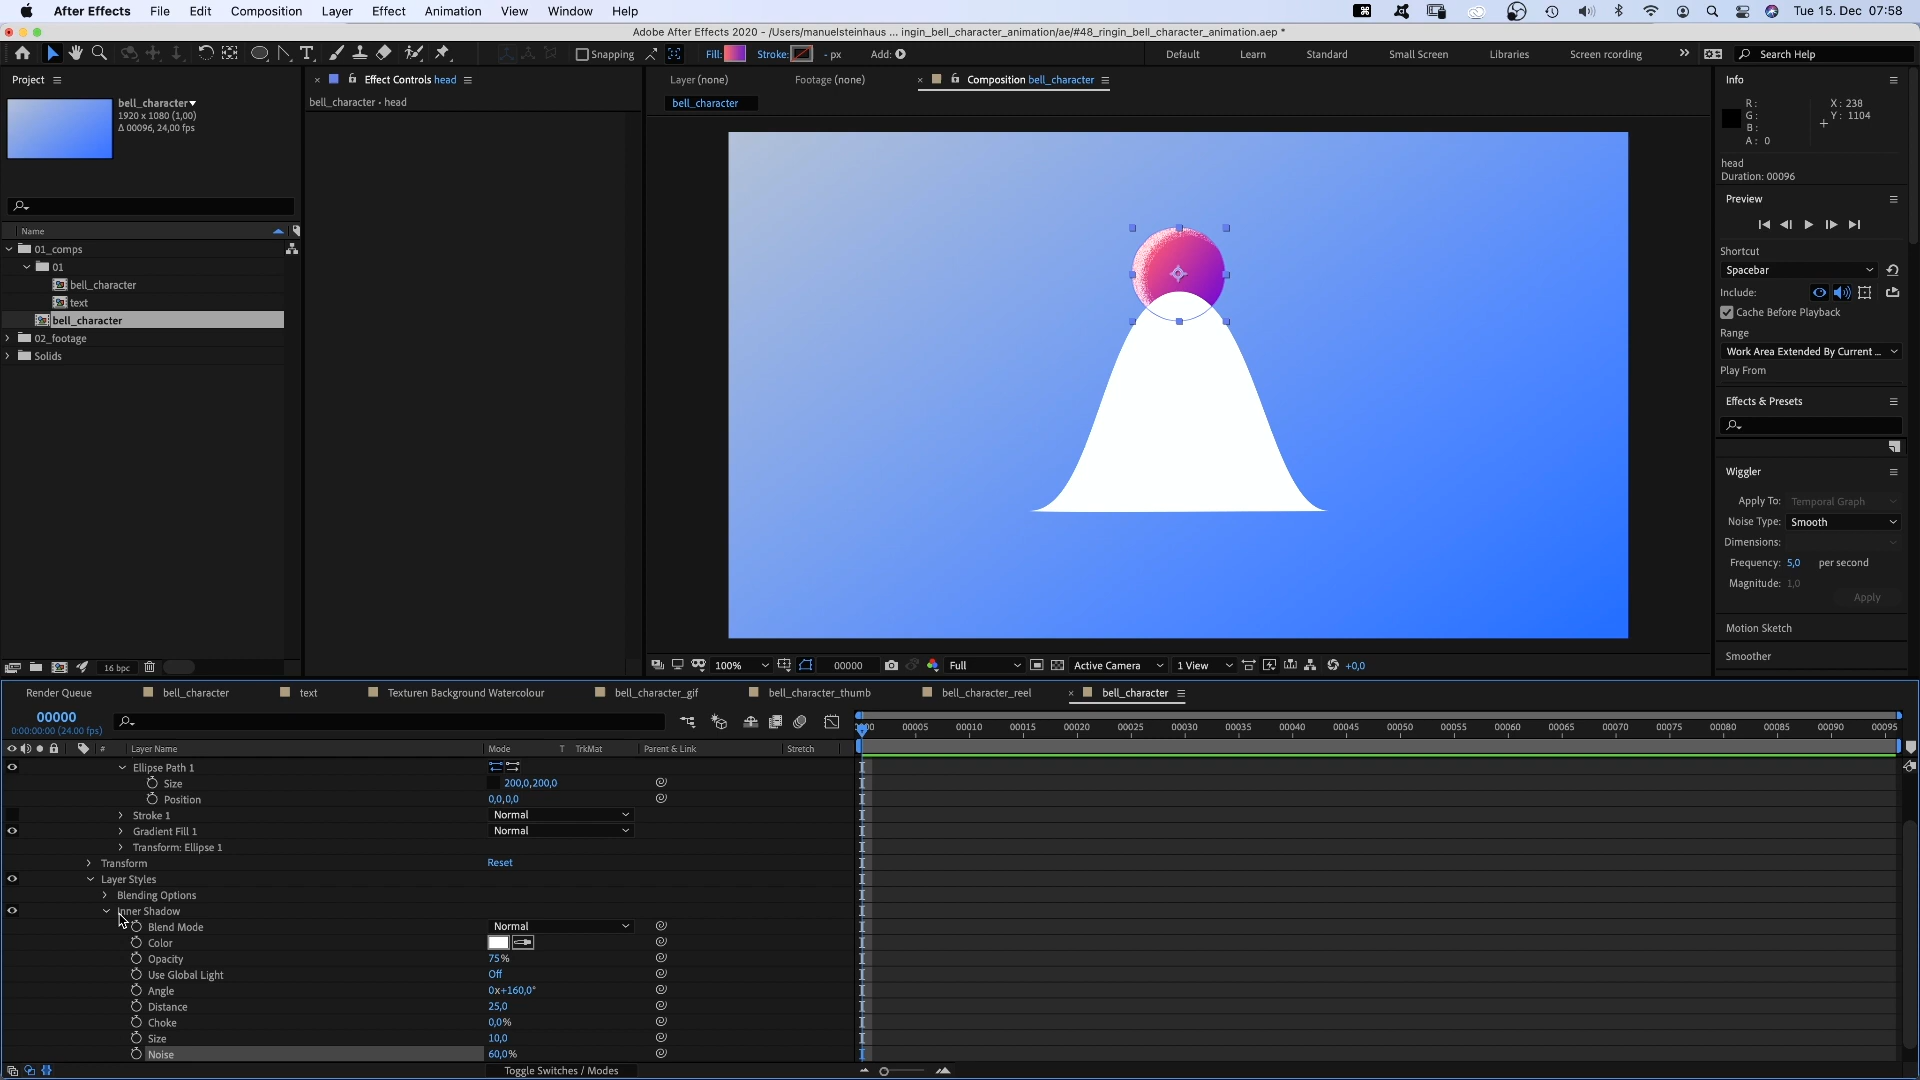 After Effects File Edit Composition Layer Effect Animation View Window Help Tue 15. Dec 07:58
Adobe After Effects 2020 - /Users/manuelsteinhaus ... ingin_bell_character_animation/ae/#48_ringin_bell_character_animation.aep *
Snapping Fill: Stroke: - px Add: Default Learn Standard Small Screen Libraries Screen recording Search Help
Project Effect Controls head Layer (none) Footage (none) Composition bell_character Info
bell_character▾ bell_character • head bell_character
1920 x 1080 (1,00)
Δ 00096, 24,00 fps
R: X: 238
G: Y: 1104
B:
A: 0
head
Duration: 00096
Preview
Shortcut
Spacebar
Include:
Cache Before Playback
Range
Work Area Extended By Current ...
Play From
Effects & Presets
Wiggler
Apply To: Temporal Graph
Noise Type: Smooth
Dimensions:
Frequency: 5,0 per second
Magnitude: 1,0
Apply
Motion Sketch
Smoother
Name
01_comps
01
bell_character
text
bell_character
02_footage
Solids
16 bpc 100% 00000 Full Active Camera 1 View +0,0
Render Queue bell_character text Texturen Background Watercolour bell_character_gif bell_character_thumb bell_character_reel bell_character
00000
0:00:00:00 (24.00 fps)
00005 00010 00015 00020 00025 00030 00035 00040 00045 00050 00055 00060 00065 00070 00075 00080 00085 00090 00095
# Layer Name Mode T TrkMat Parent & Link Stretch
Ellipse Path 1
Size 200,0,200,0
Position 0,0,0,0
Stroke 1 Normal
Gradient Fill 1 Normal
Transform: Ellipse 1
Transform Reset
Layer Styles
Blending Options
Inner Shadow
Blend Mode Normal
Color
Opacity 75%
Use Global Light Off
Angle 0x+160,0°
Distance 25,0
Choke 0,0%
Size 10,0
Noise 60,0%
Toggle Switches / Modes